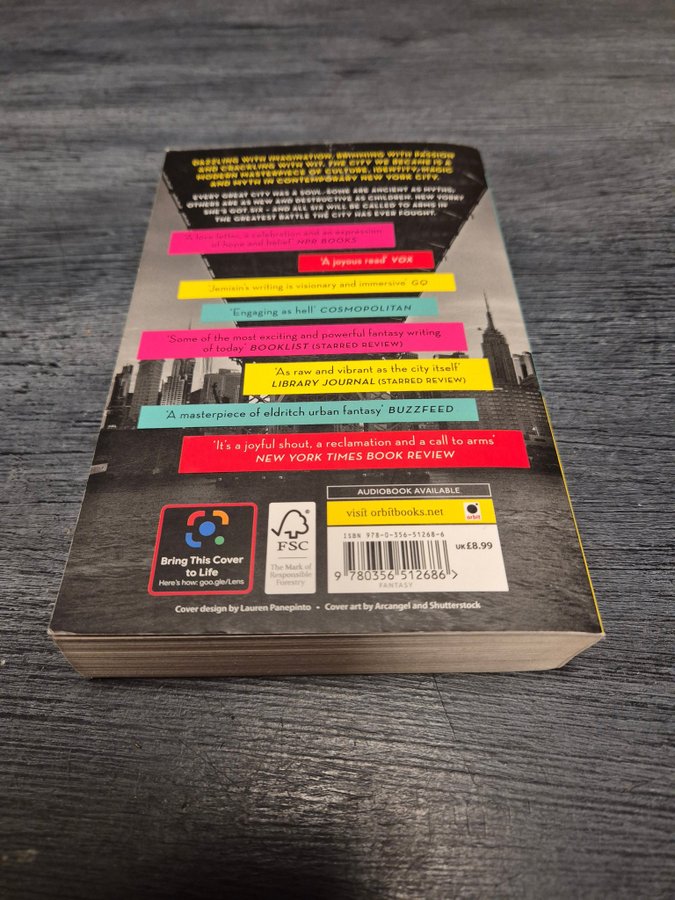 DAZZLING WITH IMAGINATION, BRIMMING WITH PASSION
AND CRACKLING WITH WIT, THE CITY WE BECAME IS A
MODERN MASTERPIECE OF CULTURE, IDENTITY, MAGIC
AND MYTH IN CONTEMPORARY NEW YORK CITY.
EVERY GREAT CITY HAS A SOUL. SOME ARE ANCIENT AS MYTHS,
OTHERS ARE AS NEW AND DESTRUCTIVE AS CHILDREN. NEW YORK?
SHE'S GOT SIX – AND ALL SIX WILL BE CALLED TO ARMS IN
THE GREATEST BATTLE THE CITY HAS EVER FOUGHT.
'A love letter, a celebration and an expression
of hope and belief' NPR BOOKS
'A joyous read' VOX
'Jemisin's writing is visionary and immersive' GQ
'Engaging as hell' COSMOPOLITAN
'Some of the most exciting and powerful fantasy writing
of today' BOOKLIST (STARRED REVIEW)
'As raw and vibrant as the city itself'
LIBRARY JOURNAL (STARRED REVIEW)
'A masterpiece of eldritch urban fantasy' BUZZFEED
'It's a joyful shout, a reclamation and a call to arms'
NEW YORK TIMES BOOK REVIEW
AUDIOBOOK AVAILABLE
visit orbitbooks.net
orbit
ISBN 978-0-356-51268-6
UK £8.99
9 780356 512686 >
FANTASY
Bring This Cover
to Life
Here's how: goo.gle/Lens
FSC
The Mark of
Responsible
Forestry
Cover design by Lauren Panepinto • Cover art by Arcangel and Shutterstock